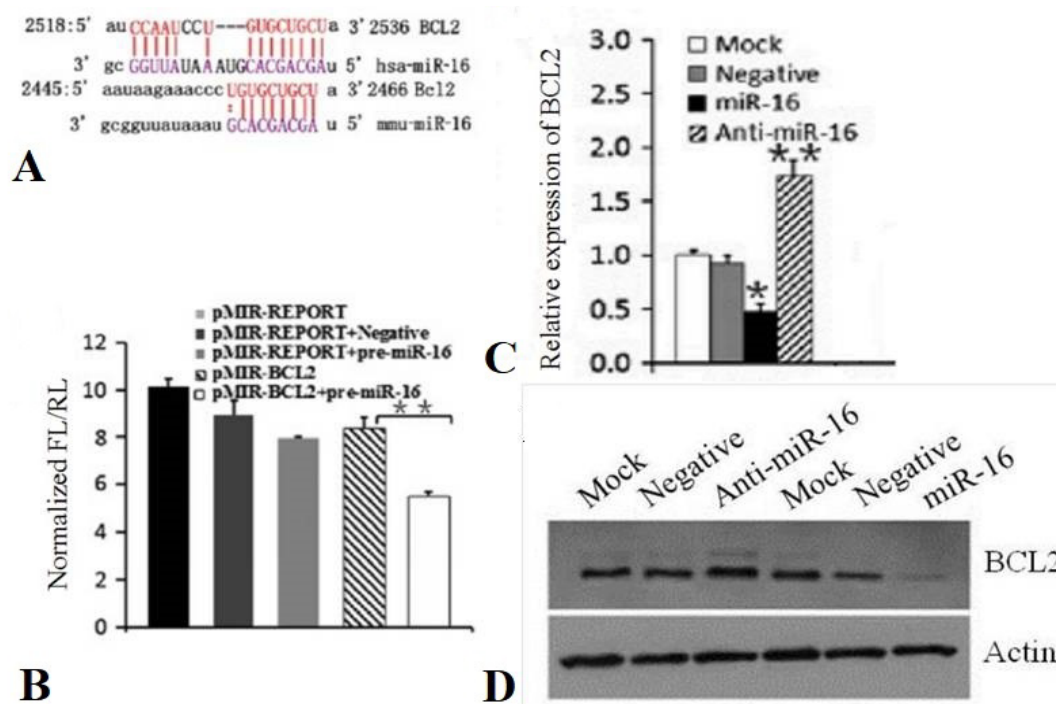 2518:5' auCCAAUCCU---GUGCUGCUa 3' 2536 BCL2
3' gcGGUUAUAAAUGCACGACGAu 5' hsa-miR-16
2445:5' aauaagaaacccUGUGCUGCUa 3' 2466 Bcl2
3' gcgguuauaaauGCACGACGAu 5' mmu-miR-16
A
Relative expression of BCL2
3.0
2.5
2.0
1.5
1.0
0.5
0.0
Mock
Negative
miR-16
Anti-miR-16
**
*
C
Normalized FL/RL
12
10
8
6
4
2
0
pMIR-REPORT
pMIR-REPORT+Negative
pMIR-REPORT+pre-miR-16
pMIR-BCL2
pMIR-BCL2+pre-miR-16
**
B
Mock Negative Anti-miR-16 Mock Negative miR-16
BCL2
Actin
D